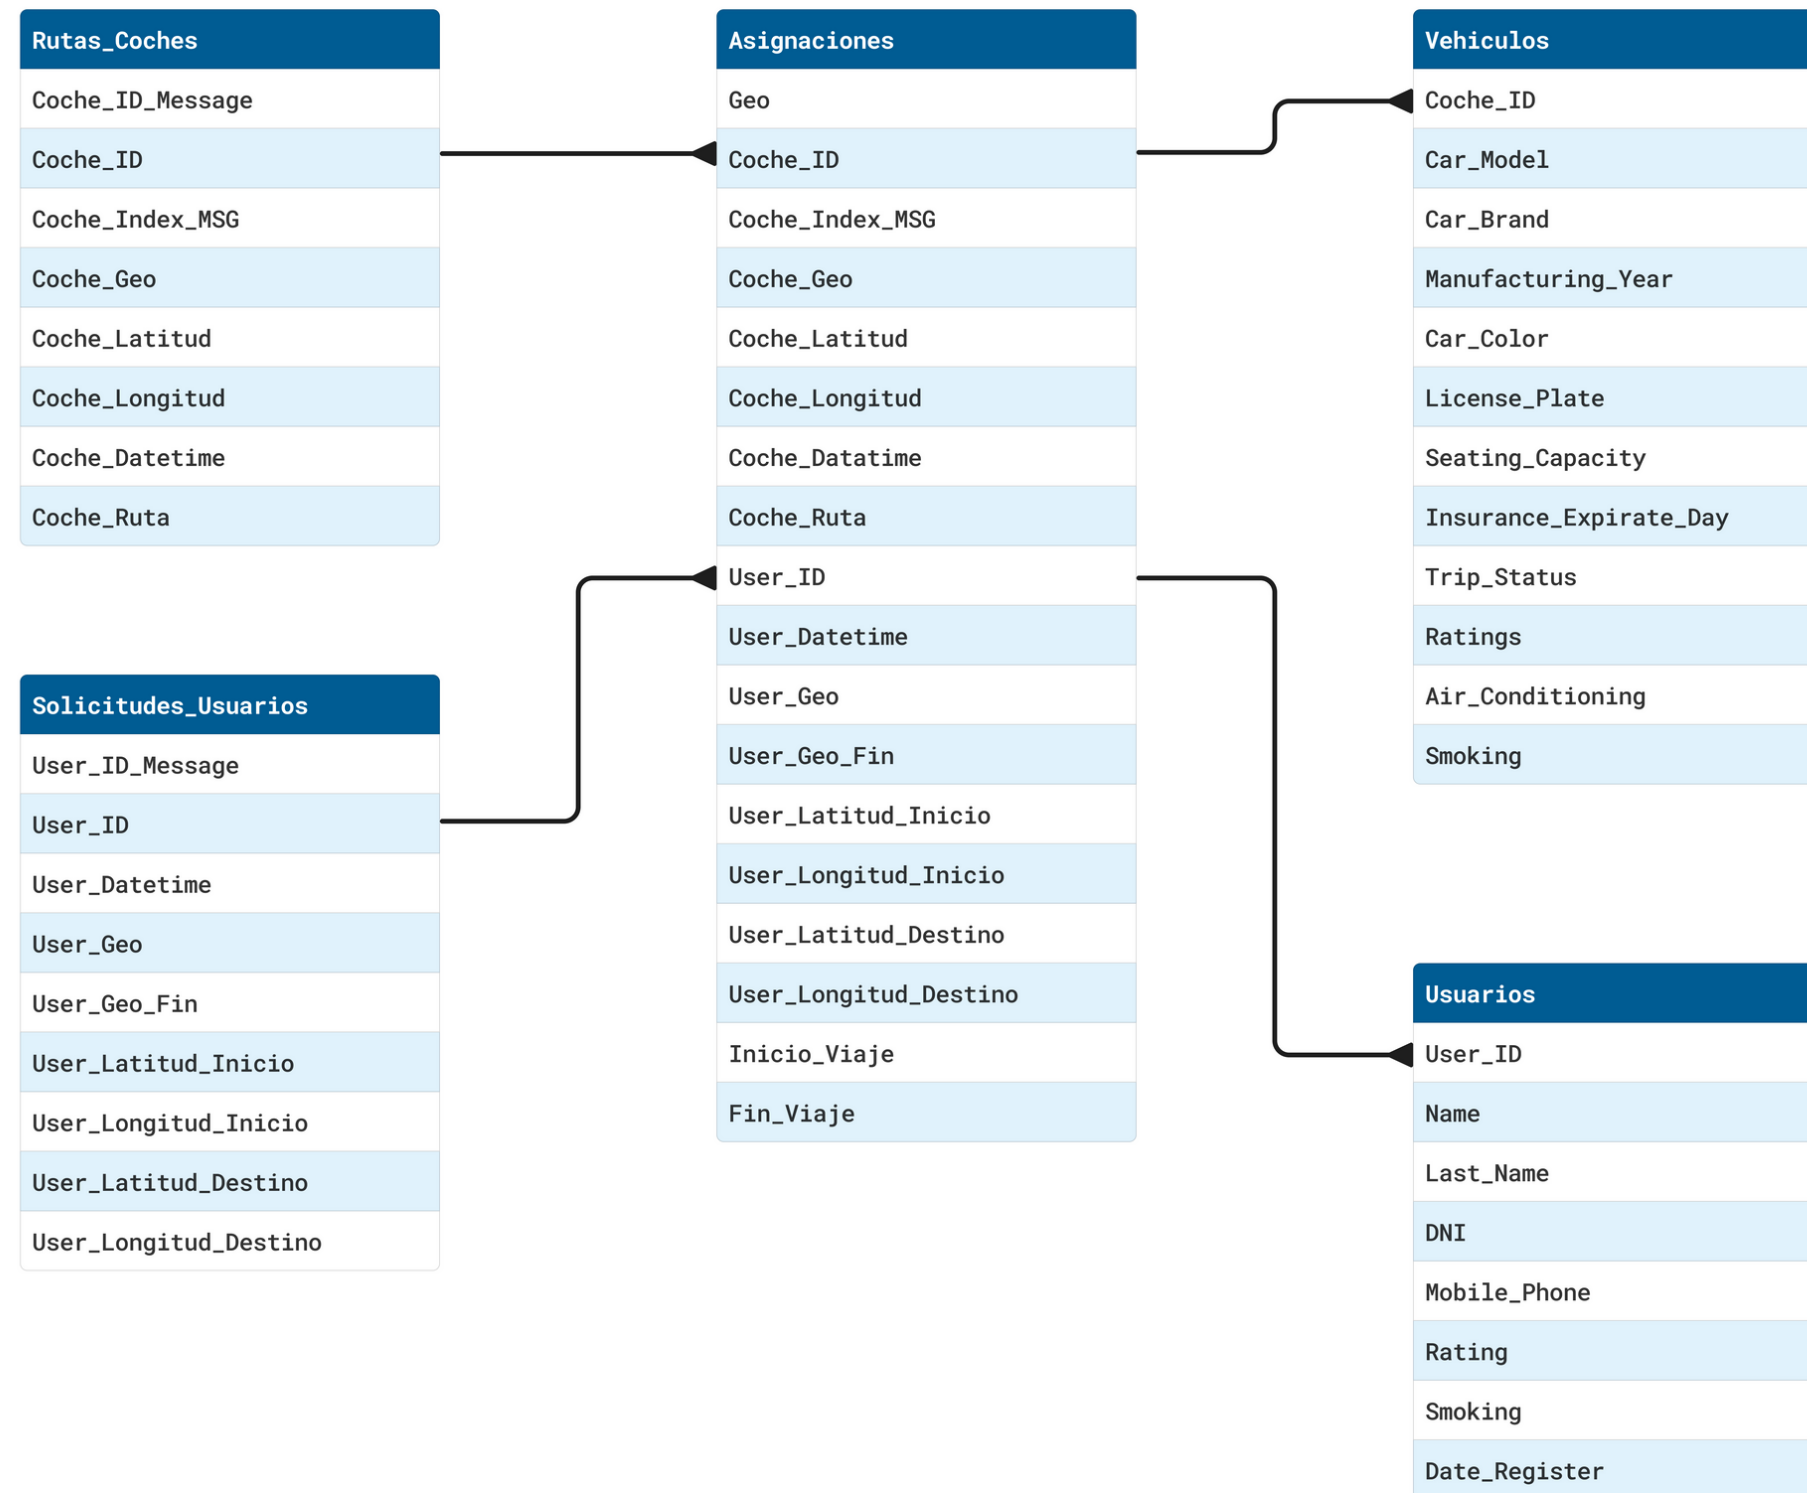 Rutas_Coches
Coche_ID_Message
Coche_ID
Coche_Index_MSG
Coche_Geo
Coche_Latitud
Coche_Longitud
Coche_Datetime
Coche_Ruta
Solicitudes_Usuarios
User_ID_Message
User_ID
User_Datetime
User_Geo
User_Geo_Fin
User_Latitud_Inicio
User_Longitud_Inicio
User_Latitud_Destino
User_Longitud_Destino
Asignaciones
Geo
Coche_ID
Coche_Index_MSG
Coche_Geo
Coche_Latitud
Coche_Longitud
Coche_Datatime
Coche_Ruta
User_ID
User_Datetime
User_Geo
User_Geo_Fin
User_Latitud_Inicio
User_Longitud_Inicio
User_Latitud_Destino
User_Longitud_Destino
Inicio_Viaje
Fin_Viaje
Vehiculos
Coche_ID
Car_Model
Car_Brand
Manufacturing_Year
Car_Color
License_Plate
Seating_Capacity
Insurance_Expirate_Day
Trip_Status
Ratings
Air_Conditioning
Smoking
Usuarios
User_ID
Name
Last_Name
DNI
Mobile_Phone
Rating
Smoking
Date_Register